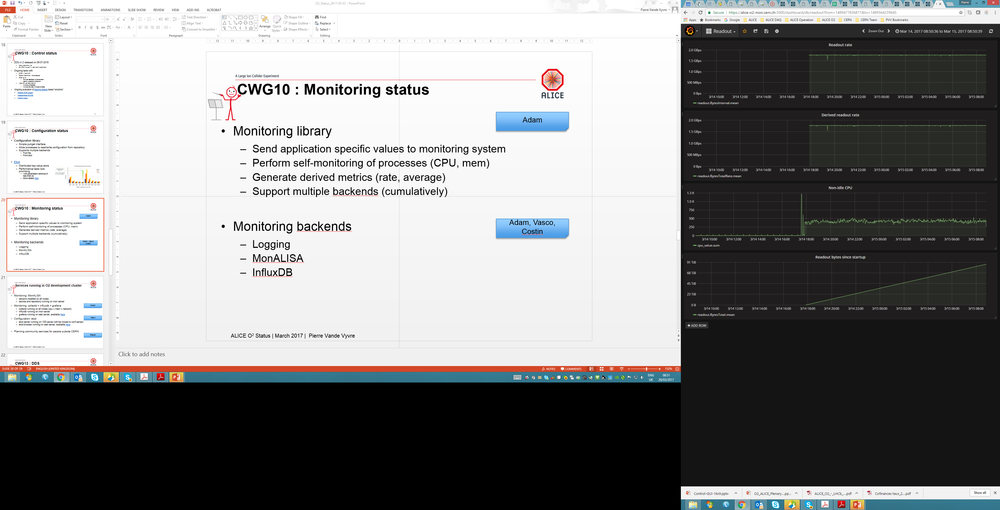 O2_Status_2017-03 V2 - PowerPoint
FILE HOME INSERT DESIGN TRANSITIONS ANIMATIONS SLIDE SHOW REVIEW VIEW ADD-INS ACROBAT
Pierre Vande Vyvre
Paste
Cut
Copy
Format Painter
Clipboard
New
Slide
Layout
Reset
Section
Slides
14
Font
Text Direction
Align Text
Convert to SmartArt
Paragraph
Arrange
Quick
Styles
Shape Fill
Shape Outline
Shape Effects
Drawing
Find
Replace
Select
Editing
18
CWG10 : Control status
ALICE
• DDS v1.2 released on 06-07-2016
• Ongoing tests with
• Ongoing evaluation of Apache Mesos based "solutions":
– Mesos DDS plugin
19
CWG10 : Configuration status
ALICE
• Configuration library
– Simple put/get interface
– Allow processes to read/write configuration from repository
– Supports multiple backends
• From file
• From etcd
• Etcd
– Distributed key-value store
– Performance tests look
promising
• 14M parameters retrieved in
less than 2s
• More details here
20
CWG10 : Monitoring status
ALICE
Adam
• Monitoring library
– Send application specific values to monitoring system
– Perform self-monitoring of processes (CPU, mem)
– Generate derived metrics (rate, average)
– Support multiple backends (cumulatively)
• Monitoring backends
Adam, Vasco,
Costin
– Logging
– MonALISA
– InfluxDB
21
Services running in O2 development cluster
ALICE
• Monitoring: MonALISA
– sensors installed on all nodes
– service and repository running on mon server
Costin
• Monitoring: collectd + influxdb + grafana
– collectd running on all nodes (cpu + mem + network)
– influxdb running on mon server
– grafana running on web server, available here
Vasco
• Configuration: etcd
– etcd server running on 10G server (will be moved to conf server)
– etcd-browser running on web server, available here
• Planning community services for people outside CERN
Pascal
22
CWG13 : DDS
ALICE
A Large Ion Collider Experiment
CWG10 : Monitoring status
ALICE
Adam
• Monitoring library
– Send application specific values to monitoring system
– Perform self-monitoring of processes (CPU, mem)
– Generate derived metrics (rate, average)
– Support multiple backends (cumulatively)
• Monitoring backends
Adam, Vasco,
Costin
– Logging
– MonALISA
– InfluxDB
ALICE O² Status | March 2017 | Pierre Vande Vyvre
Click to add notes
SLIDE 20 OF 29 ENGLISH (UNITED KINGDOM)
NOTES COMMENTS 152%
ENG
UK
08:51
20/03/2017
Pierre
Secure https://alice-o2-mon.cern.ch:3000/dashboard/db/readout?from=1489477836871&to=1489564239645
Apps Bookmarks Google ALICE ALICE DAQ ALICE Operation ALICE O2 CERN CERN Team PVV Bookmarks
Readout
Zoom Out Mar 14, 2017 08:50:36 to Mar 15, 2017 08:50:39
Readout rate
2.0 GBps
1.5 GBps
1.0 GBps
500 MBps
0 Bps
3/14 10:00 3/14 12:00 3/14 14:00 3/14 16:00 3/14 18:00 3/14 20:00 3/14 22:00 3/15 00:00 3/15 02:00 3/15 04:00 3/15 06:00 3/15 08:00
readout.BytesInterval.mean
Derived readout rate
2.0 GBps
1.5 GBps
1.0 GBps
500 MBps
0 Bps
3/14 10:00 3/14 12:00 3/14 14:00 3/14 16:00 3/14 18:00 3/14 20:00 3/14 22:00 3/15 00:00 3/15 02:00 3/15 04:00 3/15 06:00 3/15 08:00
readout.BytesTotalRate.mean
Non-idle CPU
1.3 K
1.0 K
750
500
250
0
3/14 10:00 3/14 12:00 3/14 14:00 3/14 16:00 3/14 18:00 3/14 20:00 3/14 22:00 3/15 00:00 3/15 02:00 3/15 04:00 3/15 06:00 3/15 08:00
cpu_value.sum
Readout bytes since startup
91 TiB
68 TiB
45 TiB
23 TiB
0 B
3/14 10:00 3/14 12:00 3/14 14:00 3/14 16:00 3/14 18:00 3/14 20:00 3/14 22:00 3/15 00:00 3/15 02:00 3/15 04:00 3/15 06:00 3/15 08:00
readout.BytesTotal.mean
ADD ROW
Control-GUI-16x9.pptx O2_ALICE_Plenary....pp... ALICE_O2_-_LHCb_....pdf Cofinances taux_2....pdf Show all